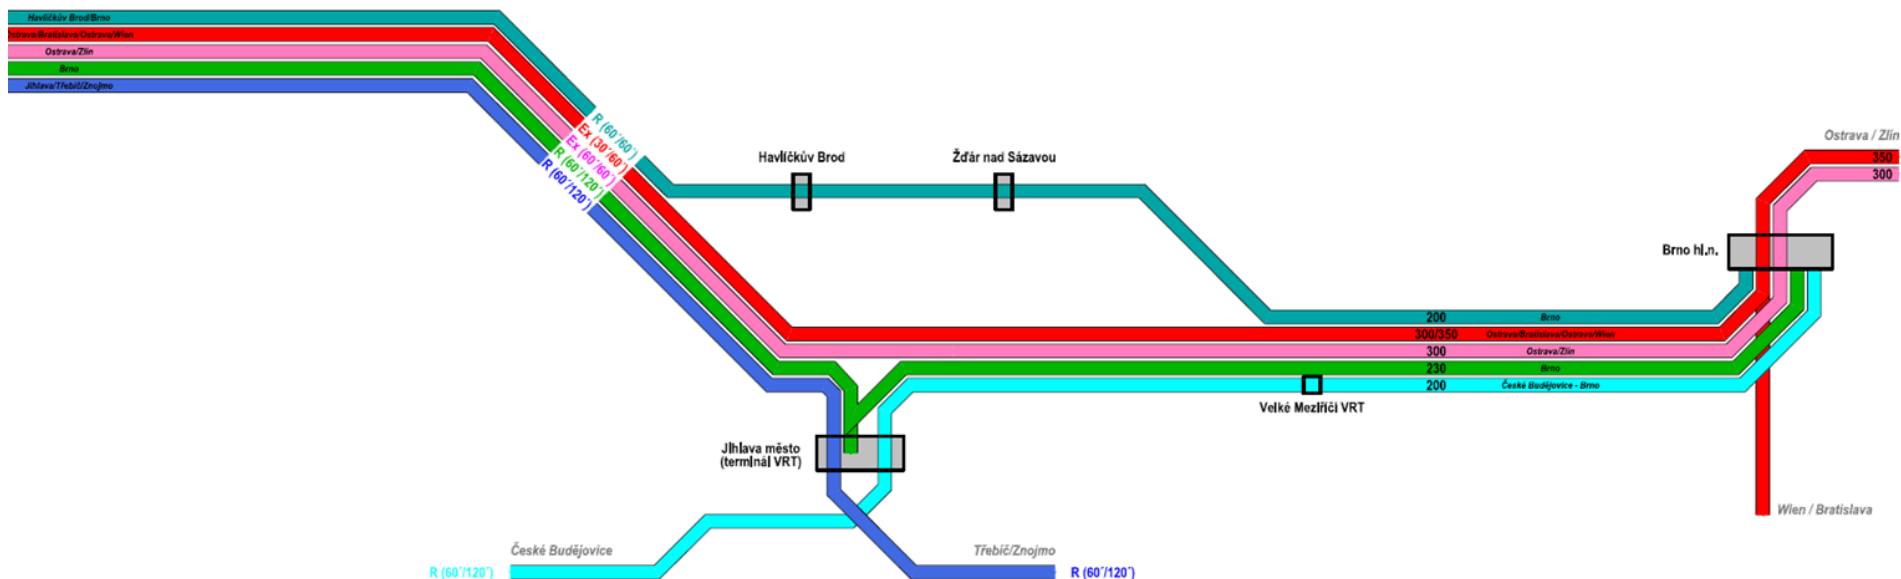 Havlíčkův Brod/Brno
Ostrava/Bratislava/Ostrava/Wien
Ostrava/Zlín
Brno
Jihlava/Třebíč/Znojmo
R (60´/60´)
Ex (30´/60´)
Ex (60´/60´)
R (60´/120´)
R (60´/120´)
Havlíčkův Brod
Žďár nad Sázavou
Ostrava / Zlín
350
300
Brno hl.n.
200 Brno
300/350 Ostrava/Bratislava/Ostrava/Wien
300 Ostrava/Zlín
230 Brno
200 České Budějovice - Brno
Velké Meziříčí VRT
Jihlava město
(terminál VRT)
Wien / Bratislava
České Budějovice
R (60´/120´)
Třebíč/Znojmo
R (60´/120´)